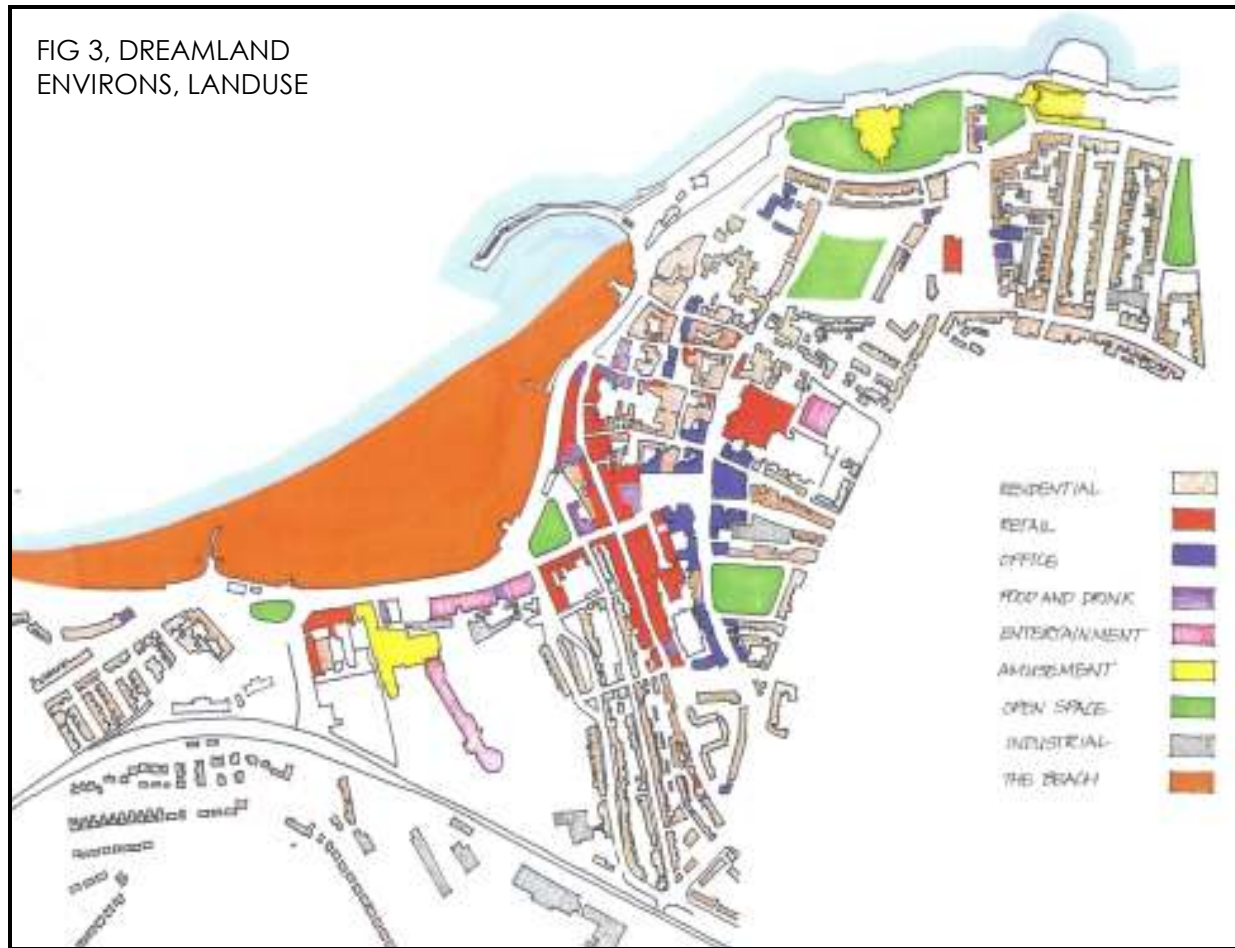 FIG 3, DREAMLAND
ENVIRONS, LANDUSE
RESIDENTIAL
RETAIL
OFFICE
FOOD AND DRINK
ENTERTAINMENT
AMUSEMENT
OPEN SPACE
INDUSTRIAL
THE BEACH